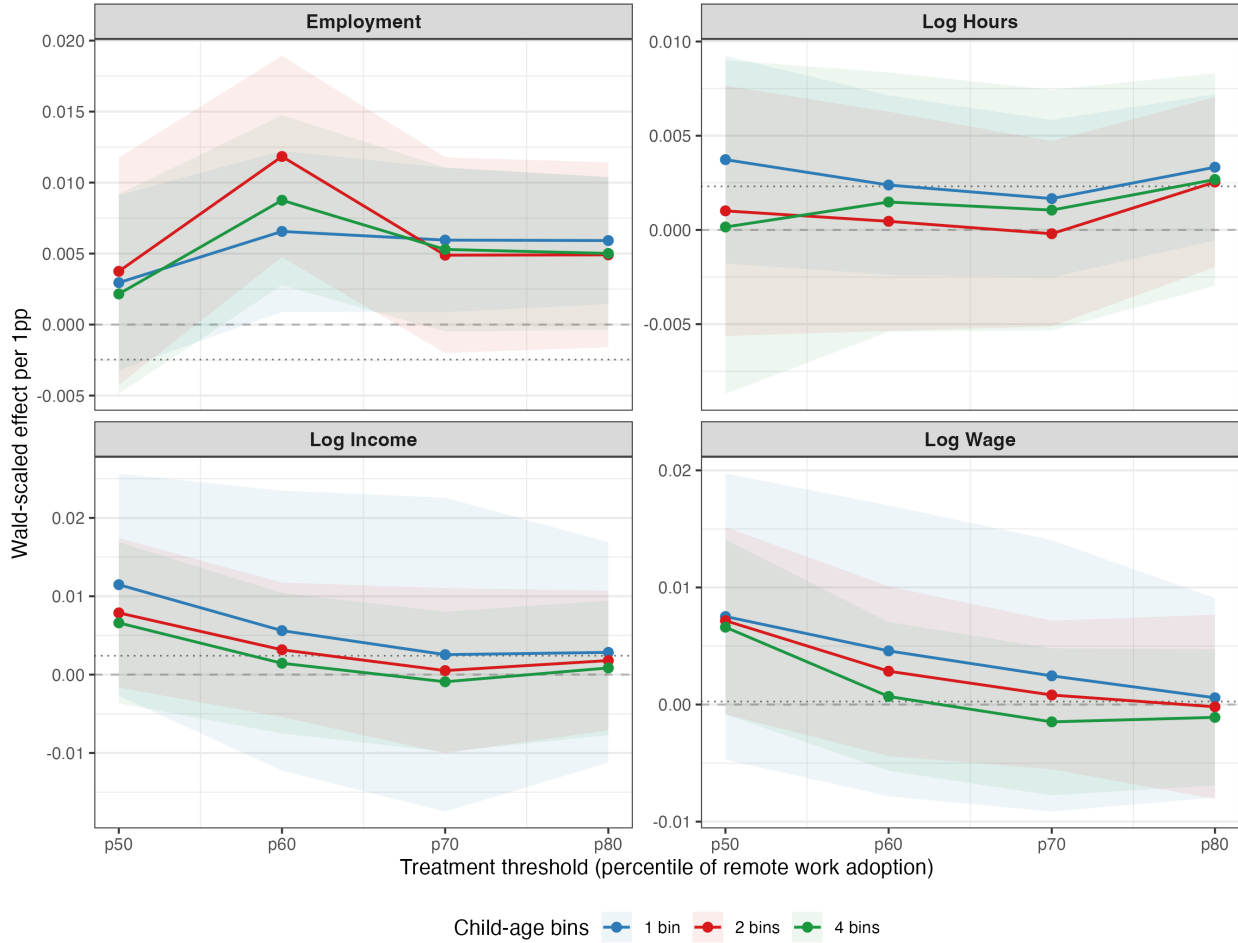 Employment
Log Hours
0.020
0.015
0.010
0.005
0.000
-0.005
0.010
0.005
0.000
-0.005
Wald-scaled effect per 1pp
Log Income
Log Wage
0.02
0.01
0.00
-0.01
0.02
0.01
0.00
-0.01
p50 p60 p70 p80
p50 p60 p70 p80
Treatment threshold (percentile of remote work adoption)
Child-age bins 1 bin 2 bins 4 bins